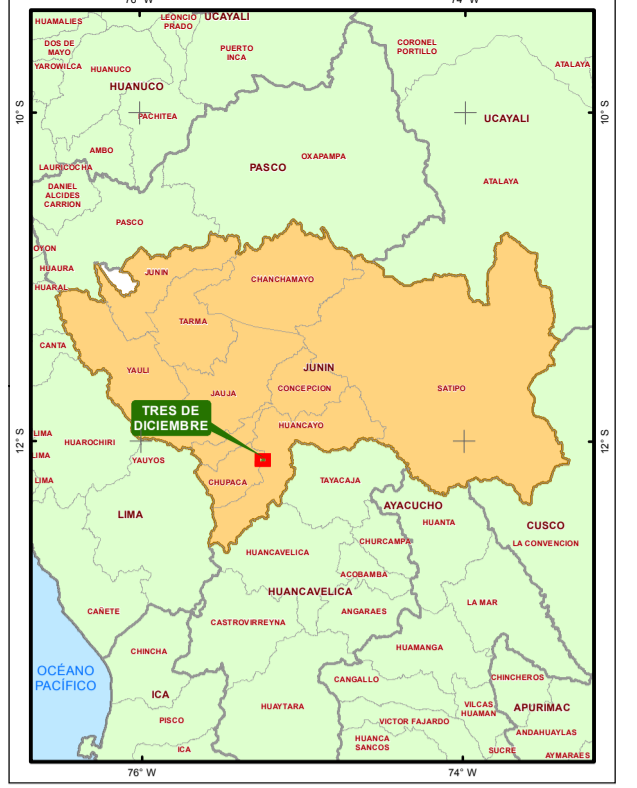 76° W
74° W
HUAMALIES
LEONCIO
PRADO
UCAYALI
DOS DE
MAYO
PUERTO
INCA
CORONEL
PORTILLO
YAROWILCA
HUANUCO
ATALAYA
HUANUCO
10° S
10° S
PACHITEA
UCAYALI
AMBO
OXAPAMPA
LAURICOCHA
PASCO
DANIEL
ALCIDES
CARRION
ATALAYA
PASCO
OYON
HUAURA
JUNIN
CHANCHAMAYO
HUARAL
TARMA
CANTA
YAULI
JUNIN
JAUJA
CONCEPCION
SATIPO
TRES DE
DICIEMBRE
HUANCAYO
LIMA
HUAROCHIRI
12° S
12° S
LIMA
YAUYOS
LIMA
CHUPACA
TAYACAJA
AYACUCHO
LIMA
HUANTA
CUSCO
CHURCAMPA
LA CONVENCION
HUANCAVELICA
ACOBAMBA
HUANCAVELICA
LA MAR
CAÑETE
ANGARAES
CASTROVIRREYNA
HUAMANGA
CHINCHA
OCÉANO
PACÍFICO
CANGALLO
CHINCHEROS
ICA
HUAYTARA
VILCAS
HUAMAN
APURIMAC
PISCO
VICTOR FAJARDO
ANDAHUAYLAS
HUANCA
SANCOS
ICA
SUCRE
AYMARAES
76° W
74° W